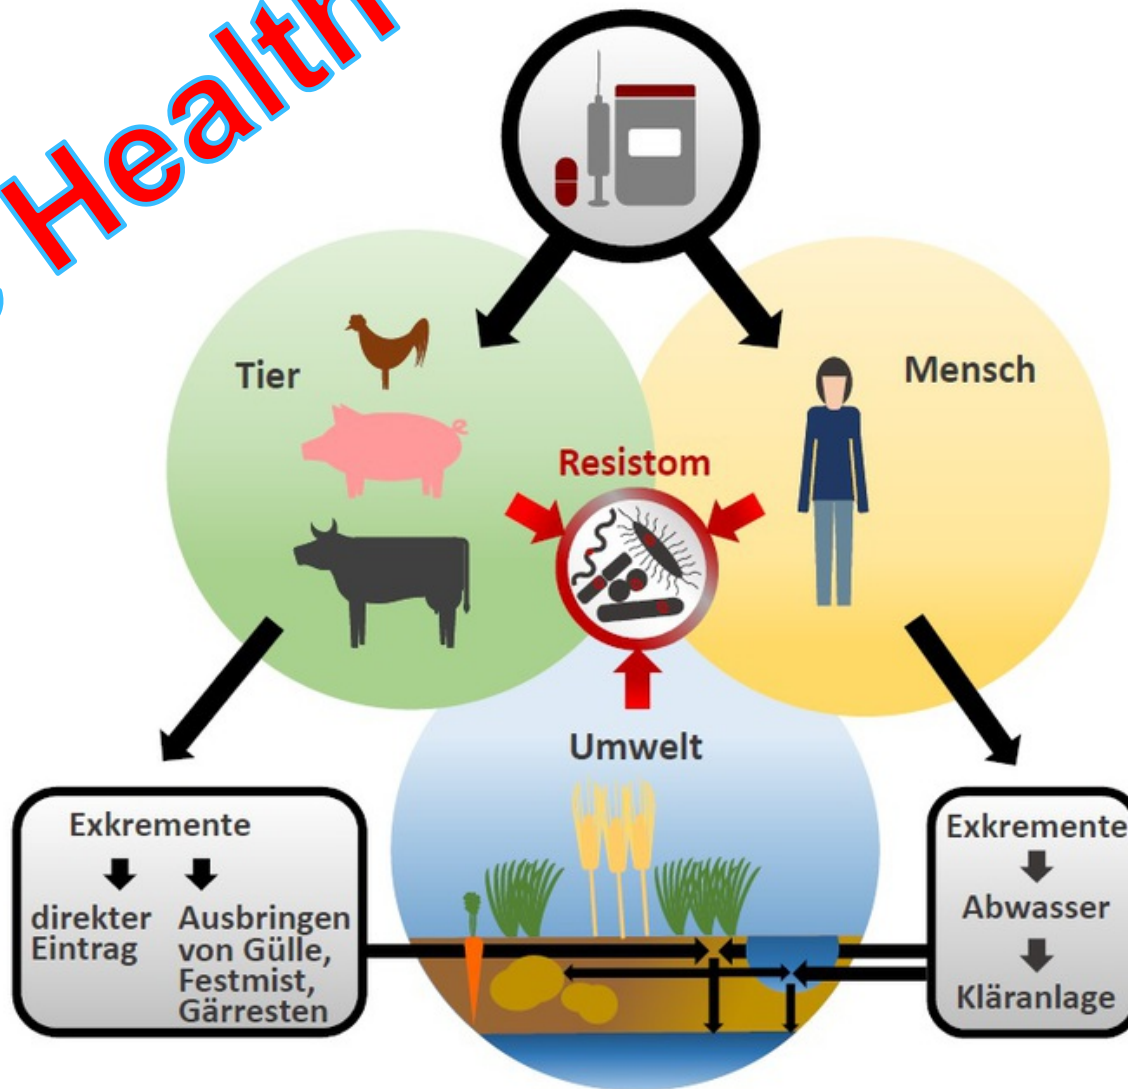 Health
Tier
Mensch
Resistom
Umwelt
Exkremente
direkter
Eintrag
Ausbringen
von Gülle,
Festmist,
Gärresten
Exkremente
Abwasser
Kläranlage